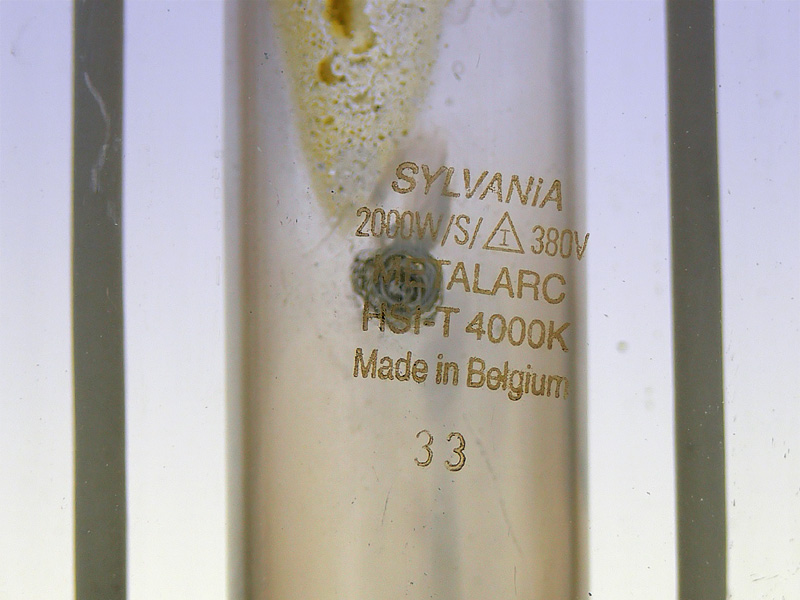 SYLVANiA
2000W/S/△I 380V
METALARC
HSI-T 4000K
Made in Belgium
33